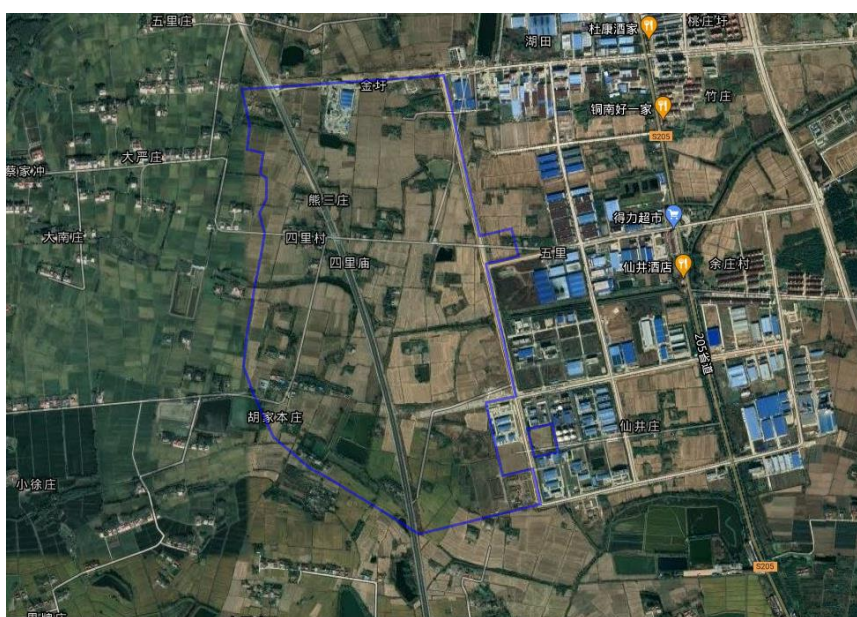 五里庄
杜康酒家
桃庄圩
湖田
金圩
竹庄
铜南好一家
S205
大严庄
蔡家冲
熊三庄
得力超市
大南庄
四里村
五里
四里庙
仙井酒店
余庄村
205省道
胡家本庄
仙井庄
小徐庄
S205